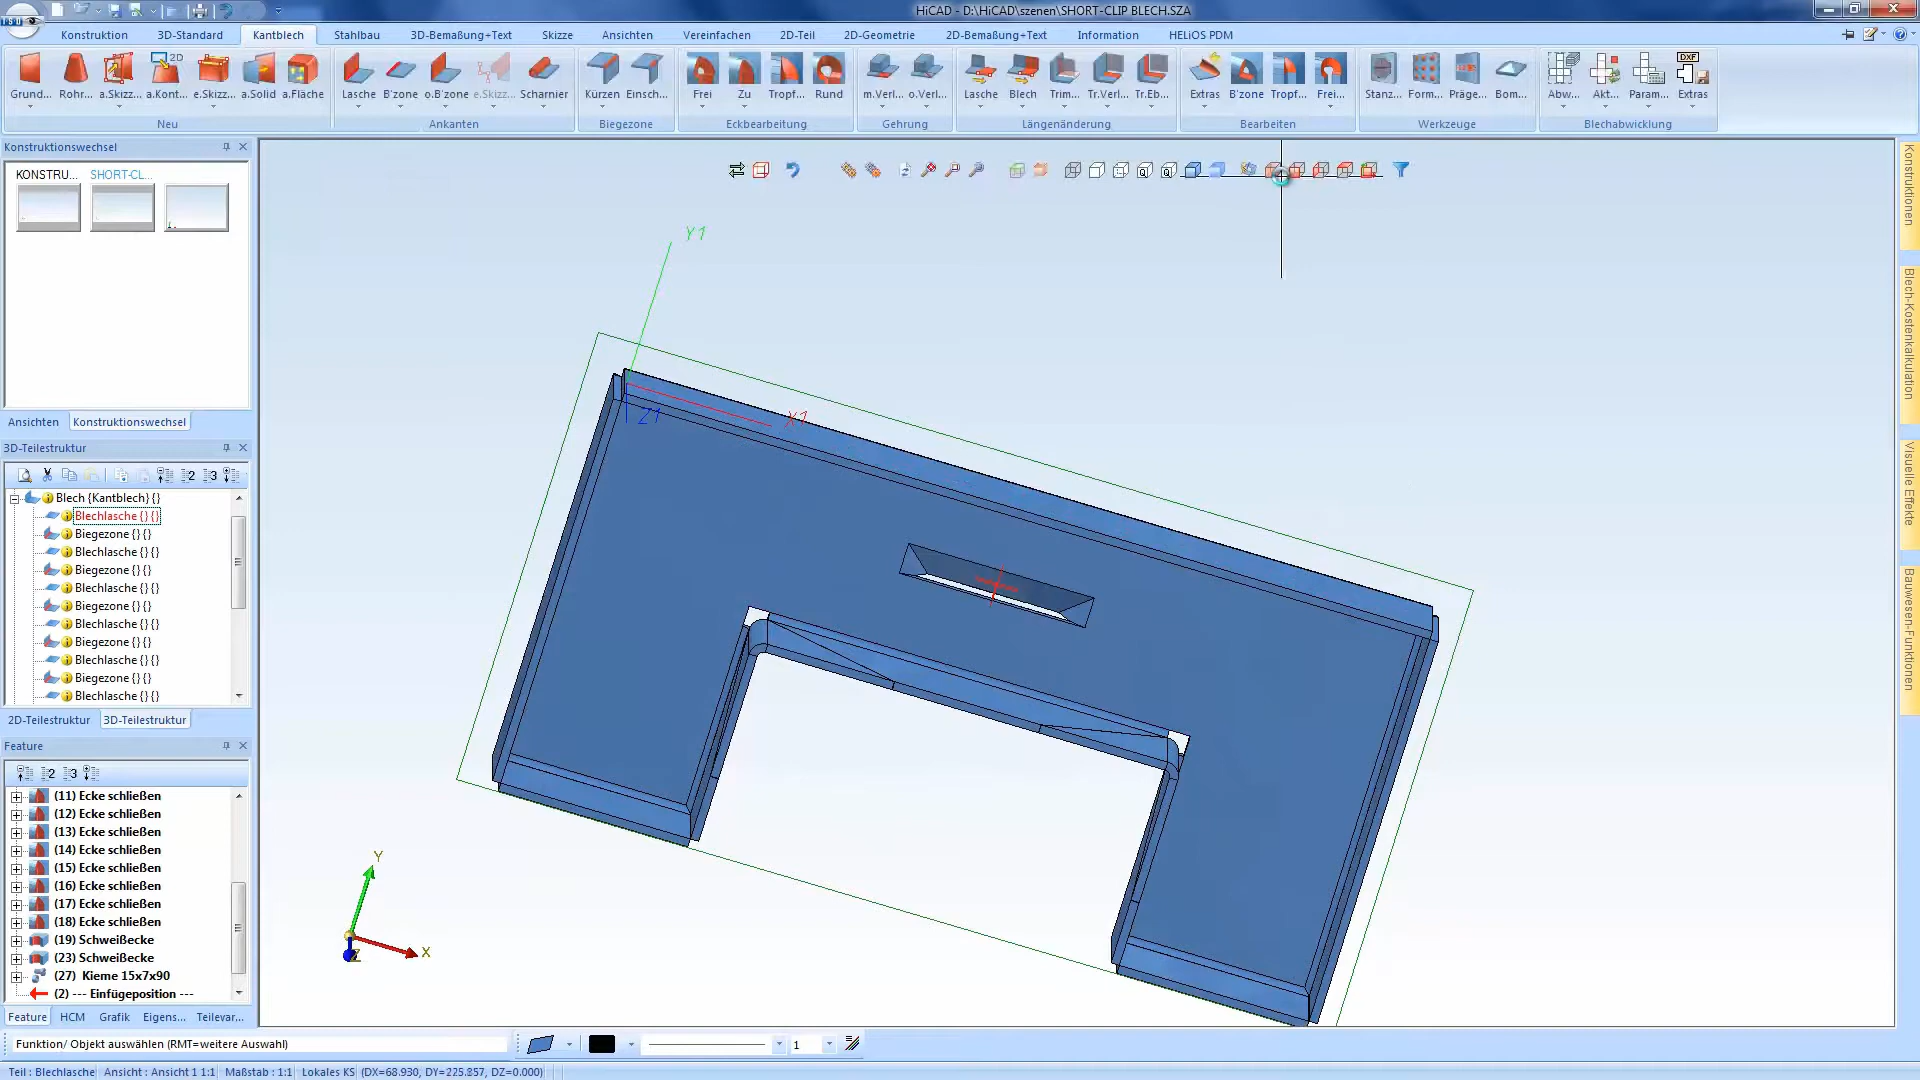 HiCAD - D:\HiCAD\szenen\SHORT-CLIP BLECH.SZA
Konstruktion 3D-Standard Kantblech Stahlbau 3D-Bemaßung+Text Skizze Ansichten Vereinfachen 2D-Teil 2D-Geometrie 2D-Bemaßung+Text Information HELiOS PDM
Grund... Rohr... a.Skizz... a.Kont... e.Skizz... a.Solid a.Fläche Lasche B'zone o.B'zone e.Skizz... Scharnier Kürzen Einsch... Frei Zu Tropf... Rund m.Verl... o.Verl... Lasche Blech Trim... Tr.Verl... Tr.Eb... Extras B'zone Tropf... Frei... Stanz... Form... Präge... Bom... Abw... Akt... Param... Extras
Neu Ankanten Biegezone Eckbearbeitung Gehrung Längenänderung Bearbeiten Werkzeuge Blechabwicklung
Konstruktionswechsel
KONSTRU... SHORT-CL...
Ansichten Konstruktionswechsel
3D-Teilestruktur
2 3
Blech {Kantblech} {}
Blechlasche {} {}
Biegezone {} {}
Blechlasche {} {}
Biegezone {} {}
Blechlasche {} {}
Biegezone {} {}
Blechlasche {} {}
Biegezone {} {}
Blechlasche {} {}
Biegezone {} {}
Blechlasche {} {}
2D-Teilestruktur 3D-Teilestruktur
Feature
2 3
(11) Ecke schließen
(12) Ecke schließen
(13) Ecke schließen
(14) Ecke schließen
(15) Ecke schließen
(16) Ecke schließen
(17) Ecke schließen
(18) Ecke schließen
(19) Schweißecke
(23) Schweißecke
(27) Kieme 15x7x90
(2) --- Einfügeposition ---
Feature HCM Grafik Eigens... Teilevar...
Y1
X1
Z1
Y
X
Z
Konstruktionen
Blech-Kostenkalkulation
Visuelle Effekte
Bauwesen-Funktionen
Funktion/ Objekt auswählen (RMT=weitere Auswahl)
1
Teil : Blechlasche Ansicht : Ansicht 1 1:1 Maßstab : 1:1 Lokales KS (DX=68.930, DY=225.857, DZ=0.000)